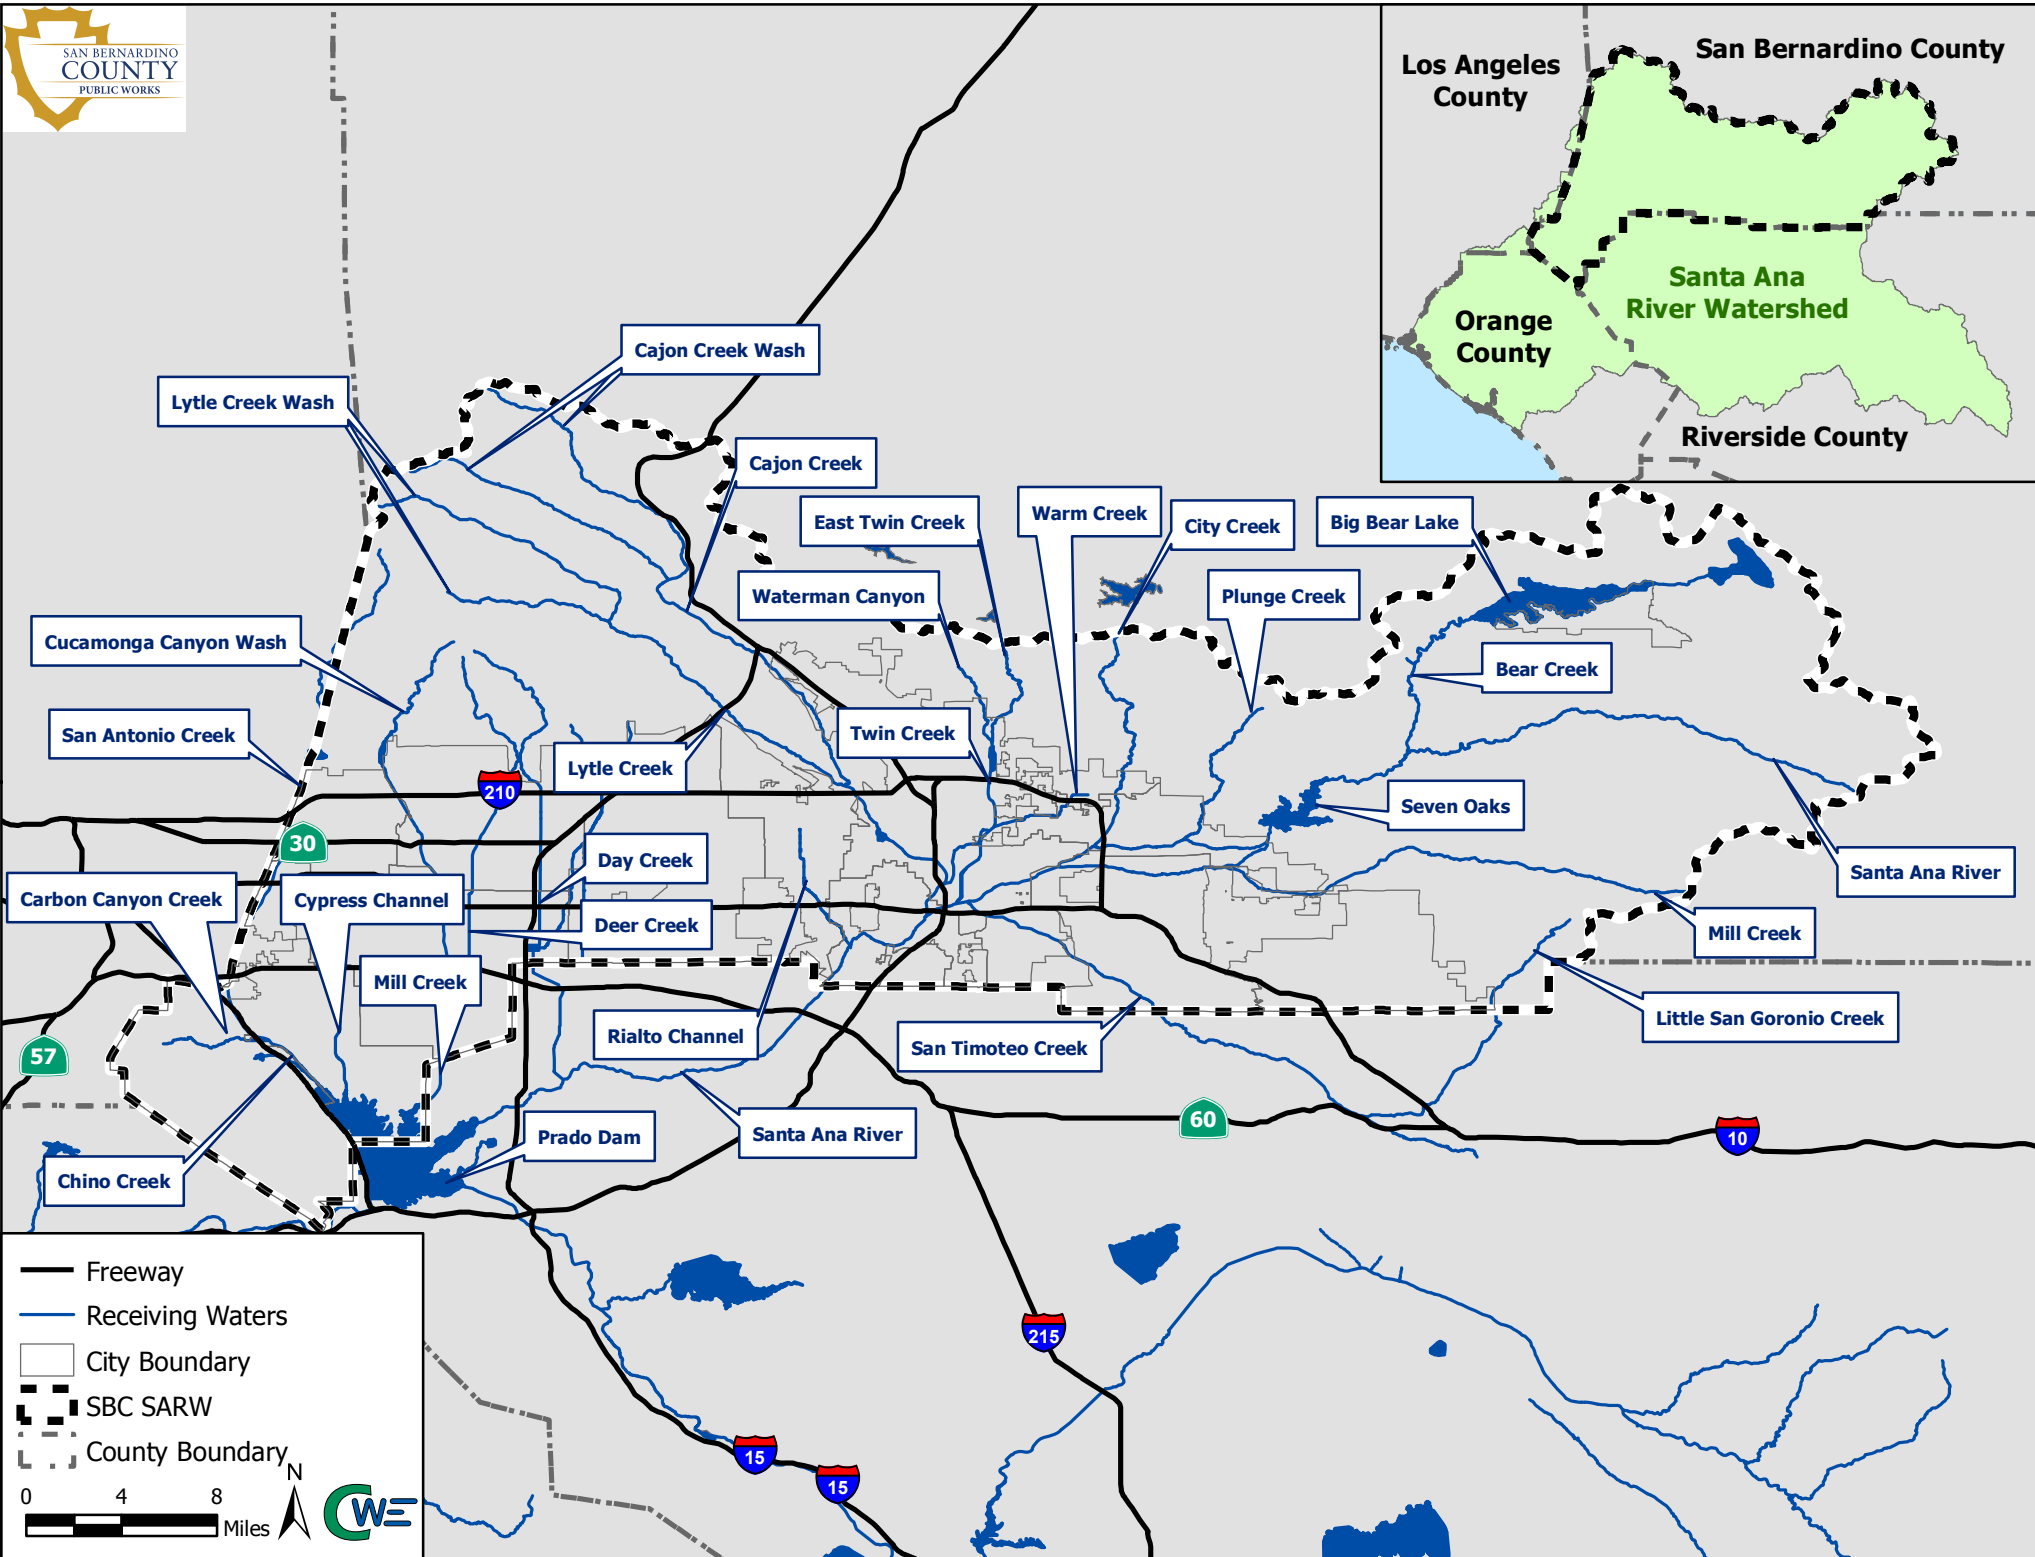 SAN BERNARDINO
COUNTY
PUBLIC WORKS
Los Angeles
County
San Bernardino County
Santa Ana
River Watershed
Orange
County
Riverside County
Cajon Creek Wash
Lytle Creek Wash
Cajon Creek
East Twin Creek
Warm Creek
City Creek
Big Bear Lake
Waterman Canyon
Plunge Creek
Cucamonga Canyon Wash
Bear Creek
San Antonio Creek
Twin Creek
Lytle Creek
210
Seven Oaks
30
Day Creek
Santa Ana River
Carbon Canyon Creek
Cypress Channel
Deer Creek
Mill Creek
Mill Creek
Rialto Channel
San Timoteo Creek
Little San Goronio Creek
57
60
10
Prado Dam
Santa Ana River
Chino Creek
215
15
15
Freeway
Receiving Waters
City Boundary
SBC SARW
County Boundary
N
0 4 8
Miles
CWE